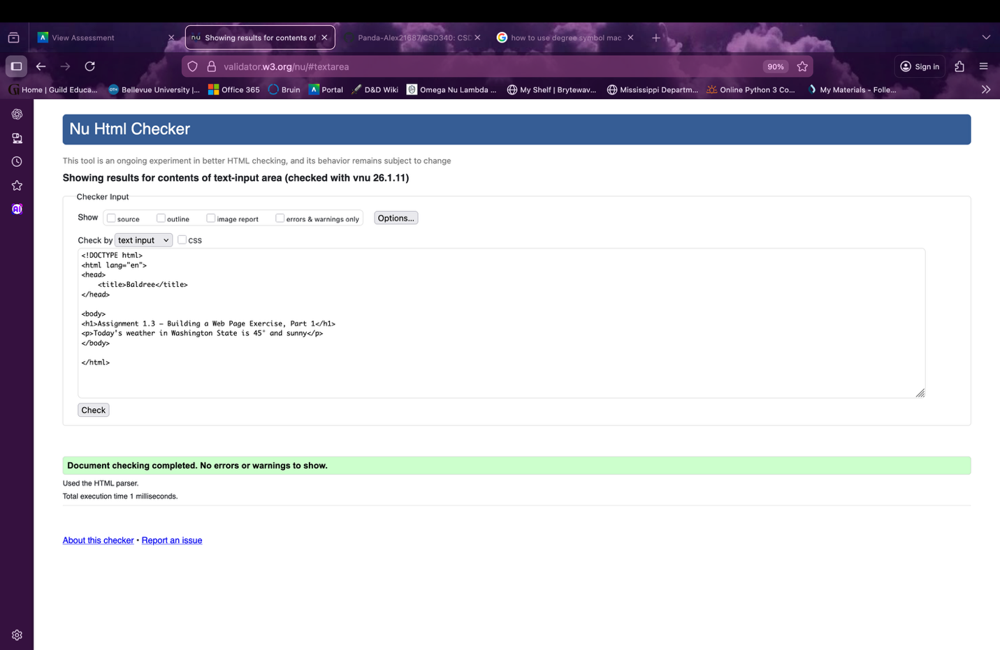 View Assessment
nu Showing results for contents of
Panda-Alex21687/CSD340: CSD
how to use degree symbol mac
validator.w3.org/nu/#textarea
90%
Sign in
Home | Guild Educa...
Bellevue University |...
Office 365
Bruin
Portal
D&D Wiki
Omega Nu Lambda ...
My Shelf | Brytewav...
Mississippi Departm...
Online Python 3 Co...
My Materials - Folle...
Nu Html Checker
This tool is an ongoing experiment in better HTML checking, and its behavior remains subject to change
Showing results for contents of text-input area (checked with vnu 26.1.11)
Checker Input
Show source outline image report errors & warnings only Options...
Check by text input css
<!DOCTYPE html>
<html lang="en">
<head>
<title>Baldree</title>
</head>
<body>
<h1>Assignment 1.3 – Building a Web Page Exercise, Part 1</h1>
<p>Today's weather in Washington State is 45° and sunny</p>
</body>
</html>
Check
Document checking completed. No errors or warnings to show.
Used the HTML parser.
Total execution time 1 milliseconds.
About this checker • Report an issue